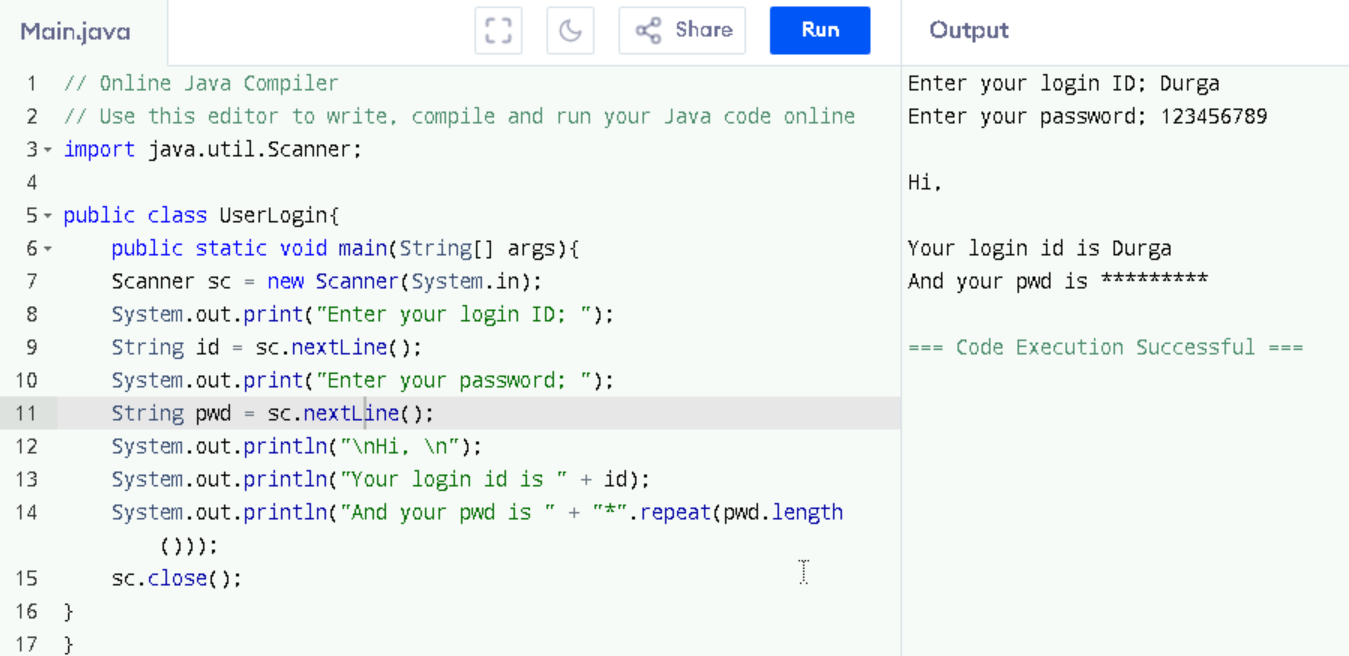 Main.java
Share
Run
Output
1 // Online Java Compiler
2 // Use this editor to write, compile and run your Java code online
3 import java.util.Scanner;
4
5 public class UserLogin{
6 public static void main(String[] args){
7 Scanner sc = new Scanner(System.in);
8 System.out.print("Enter your login ID: ");
9 String id = sc.nextLine();
10 System.out.print("Enter your password: ");
11 String pwd = sc.nextLine();
12 System.out.println("\nHi, \n");
13 System.out.println("Your login id is " + id);
14 System.out.println("And your pwd is " + "*".repeat(pwd.length
()));
15 sc.close();
16 }
17 }
Enter your login ID: Durga
Enter your password: 123456789
Hi,
Your login id is Durga
And your pwd is *********
=== Code Execution Successful ===